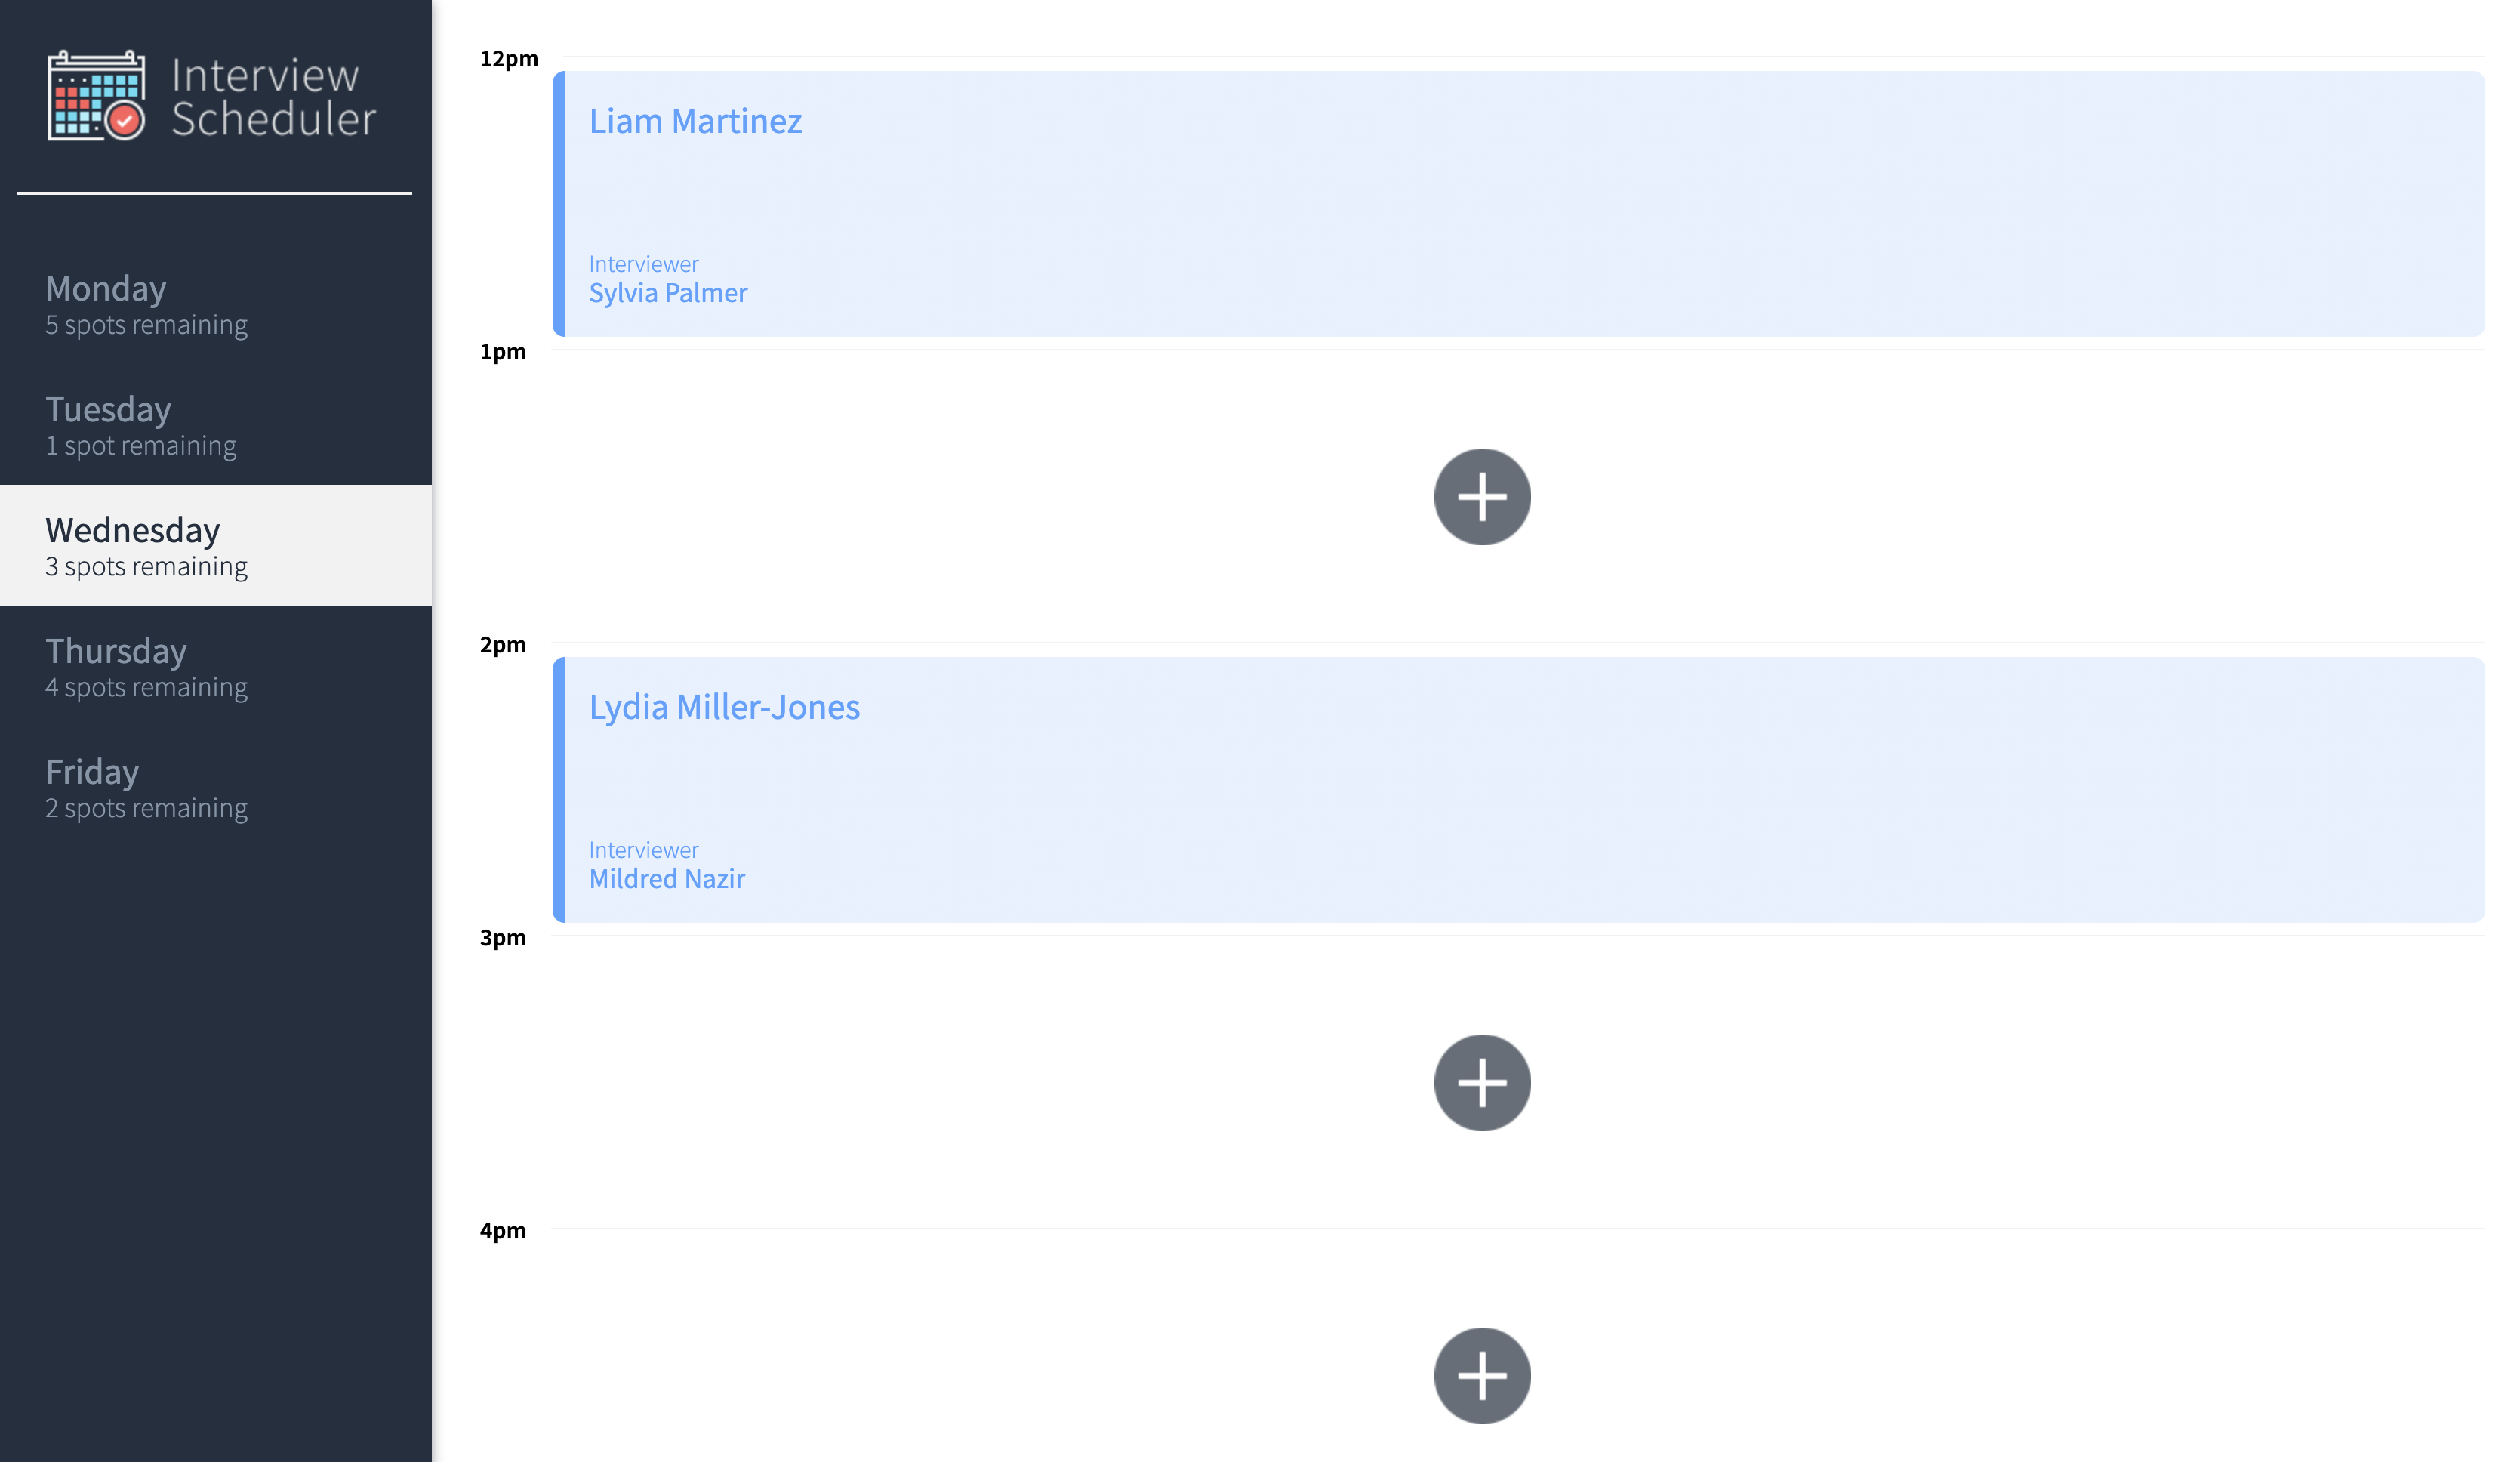 Interview
Scheduler
Monday
5 spots remaining
Tuesday
1 spot remaining
Wednesday
3 spots remaining
Thursday
4 spots remaining
Friday
2 spots remaining
12pm
Liam Martinez
Interviewer
Sylvia Palmer
1pm
2pm
Lydia Miller-Jones
Interviewer
Mildred Nazir
3pm
4pm